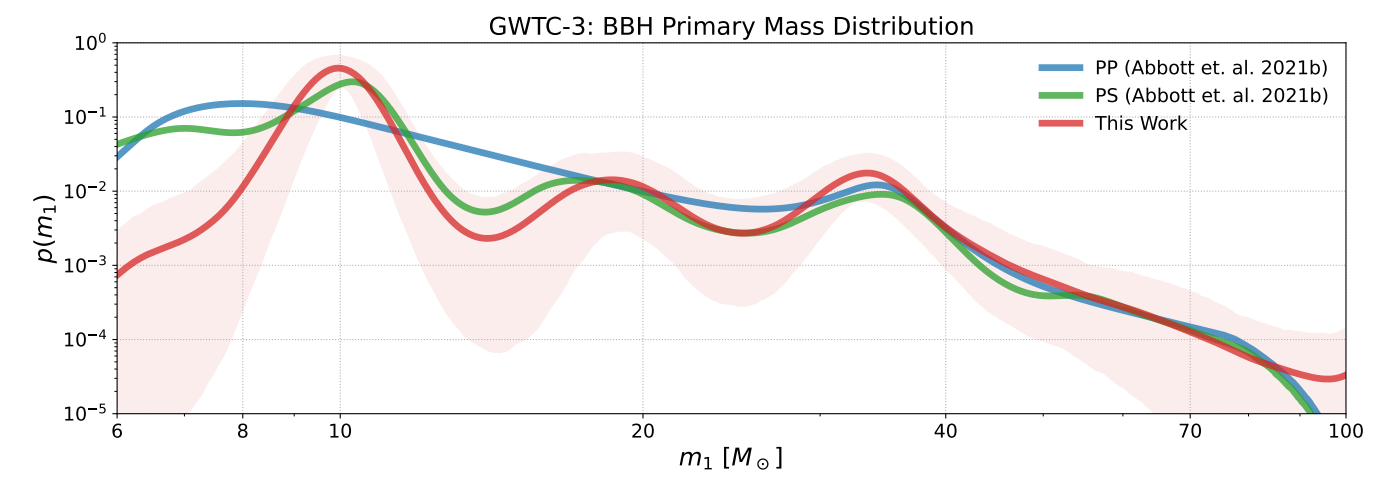 GWTC-3: BBH Primary Mass Distribution
PP (Abbott et. al. 2021b)
PS (Abbott et. al. 2021b)
This Work
p(m₁)
10⁰
10⁻¹
10⁻²
10⁻³
10⁻⁴
10⁻⁵
6 8 10 20 40 70 100
m₁ [M⊙]